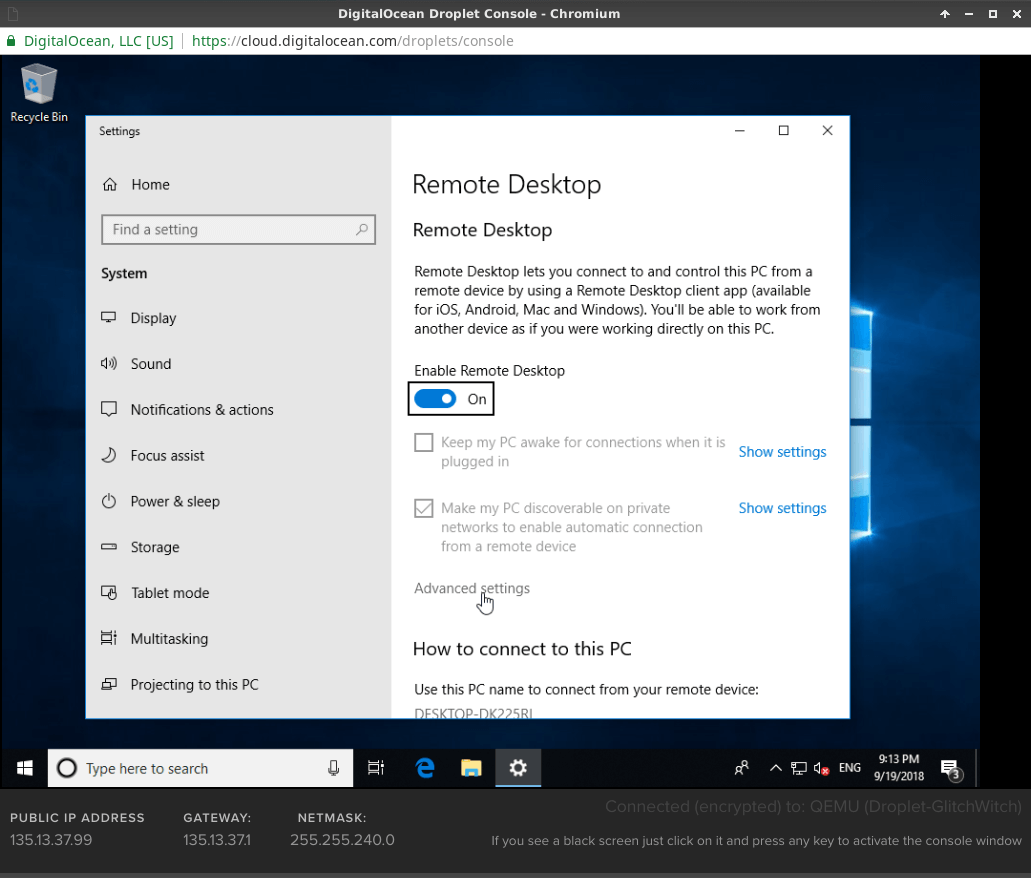 DigitalOcean Droplet Console - Chromium
DigitalOcean, LLC [US] https://cloud.digitalocean.com/droplets/console
Recycle Bin
Settings
Home
Find a setting
System
Display
Sound
Notifications & actions
Focus assist
Power & sleep
Storage
Tablet mode
Multitasking
Projecting to this PC
Remote Desktop
Remote Desktop
Remote Desktop lets you connect to and control this PC from a
remote device by using a Remote Desktop client app (available
for iOS, Android, Mac and Windows). You'll be able to work from
another device as if you were working directly on this PC.
Enable Remote Desktop
On
Keep my PC awake for connections when it is
plugged in
Show settings
Make my PC discoverable on private
networks to enable automatic connection
from a remote device
Show settings
Advanced settings
How to connect to this PC
Use this PC name to connect from your remote device:
DESKTOP-DK225RL
Type here to search
ENG
9:13 PM
9/19/2018
3
Connected (encrypted) to: QEMU (Droplet-GlitchWitch)
PUBLIC IP ADDRESS GATEWAY: NETMASK:
135.13.37.99 135.13.37.1 255.255.240.0
If you see a black screen just click on it and press any key to activate the console window